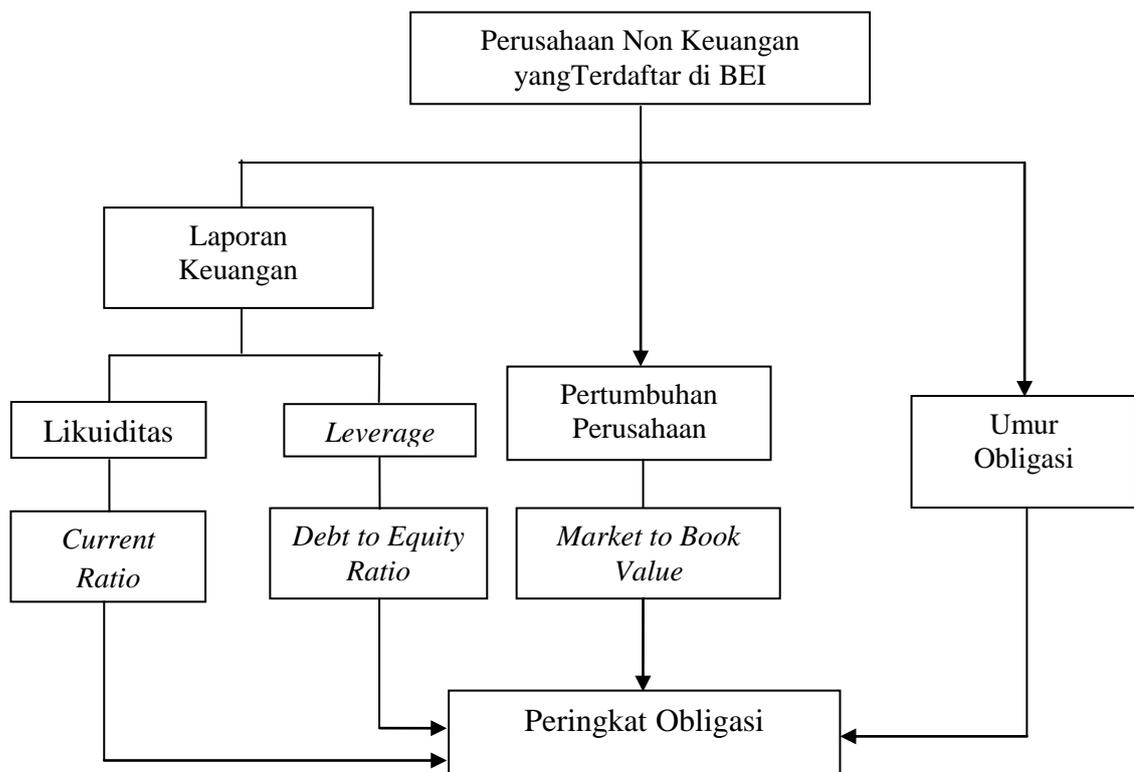 Perusahaan Non Keuangan
yangTerdaftar di BEI
Laporan
Keuangan
Likuiditas
Leverage
Pertumbuhan
Perusahaan
Umur
Obligasi
Current
Ratio
Debt to Equity
Ratio
Market to Book
Value
Peringkat Obligasi